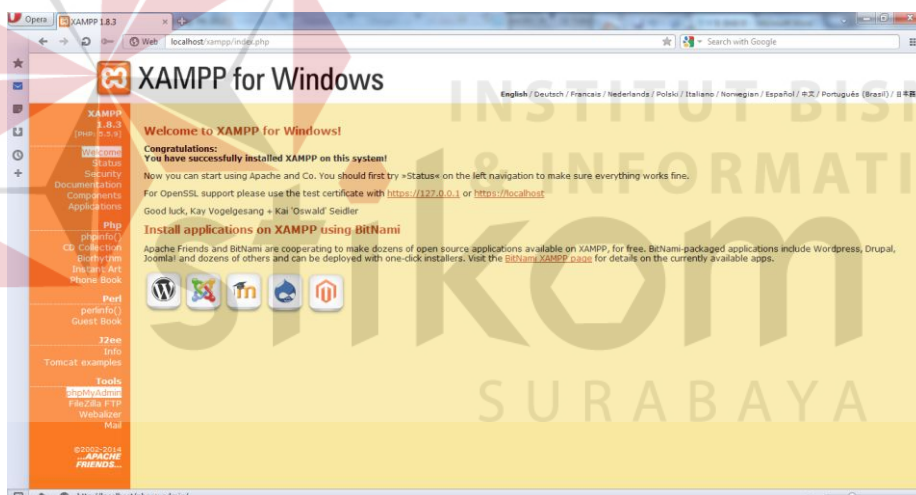 Opera
XAMPP 1.8.3
Web localhost/xampp/index.php
Search with Google
XAMPP for Windows
English / Deutsch / Francais / Nederlands / Polski / Italiano / Norwegian / Español / 中文 / Português (Brasil) / 日本語
XAMPP
1.8.3
[PHP: 5.5.9]
Welcome
Status
Security
Documentation
Components
Applications
Php
phpinfo()
CD Collection
Biorhythm
Instant Art
Phone Book
Perl
perlinfo()
Guest Book
J2ee
Info
Tomcat examples
Tools
phpMyAdmin
FileZilla FTP
Webalizer
Mail
©2002-2014
...APACHE
FRIENDS...
Welcome to XAMPP for Windows!
Congratulations:
You have successfully installed XAMPP on this system!
Now you can start using Apache and Co. You should first try »Status« on the left navigation to make sure everything works fine.
For OpenSSL support please use the test certificate with https://127.0.0.1 or https://localhost
Good luck, Kay Vogelgesang + Kai 'Oswald' Seidler
Install applications on XAMPP using BitNami
Apache Friends and BitNami are cooperating to make dozens of open source applications available on XAMPP, for free. BitNami-packaged applications include Wordpress, Drupal,
Joomla! and dozens of others and can be deployed with one-click installers. Visit the BitNami XAMPP page for details on the currently available apps.
INSTITUT BISI
& INFORMATI
stikom
SURABAYA